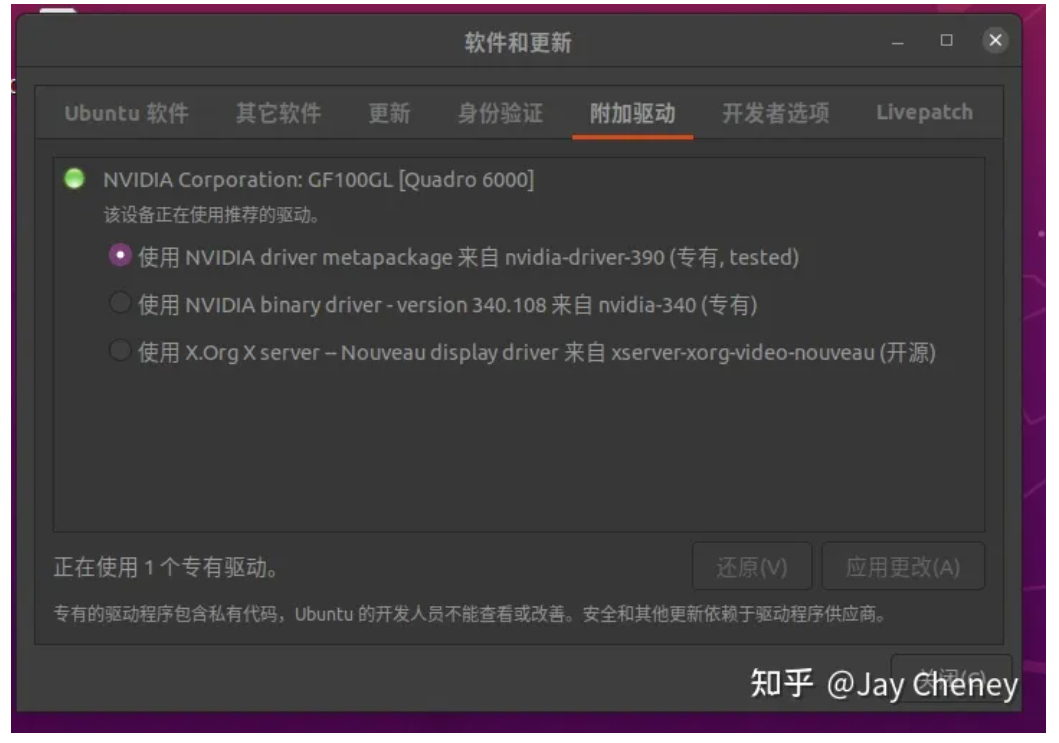 软件和更新
Ubuntu 软件 其它软件 更新 身份验证 附加驱动 开发者选项 Livepatch
NVIDIA Corporation: GF100GL [Quadro 6000]
该设备正在使用推荐的驱动。
使用 NVIDIA driver metapackage 来自 nvidia-driver-390 (专有, tested)
使用 NVIDIA binary driver - version 340.108 来自 nvidia-340 (专有)
使用 X.Org X server -- Nouveau display driver 来自 xserver-xorg-video-nouveau (开源)
正在使用 1 个专有驱动。
还原(V) 应用更改(A)
专有的驱动程序包含私有代码，Ubuntu 的开发人员不能查看或改善。安全和其他更新依赖于驱动程序供应商。
关闭(C)
知乎 @Jay Cheney